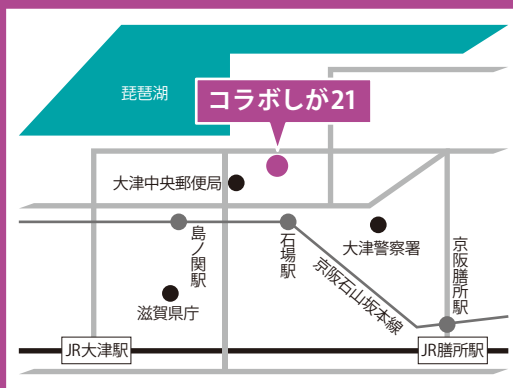 琵琶湖
コラボしが21
大津中央郵便局
島ノ関駅
石場駅
大津警察署
京阪膳所駅
京阪石山坂本線
滋賀県庁
JR大津駅
JR膳所駅